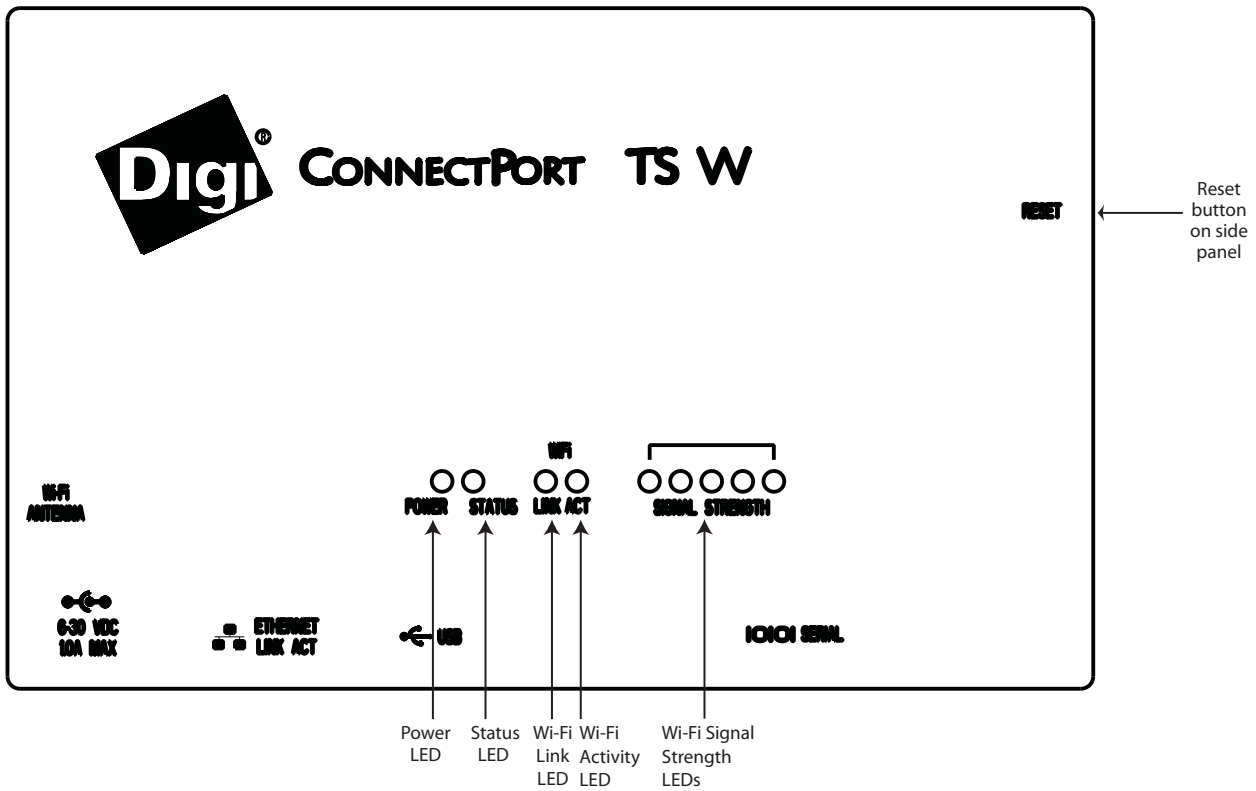 Digi® CONNECTPORT TS W
RESET
Reset
button
on side
panel
WiFi
Wi-Fi
ANTENNA
POWER STATUS LINK ACT SIGNAL STRENGTH
6-30 VDC
1.0A MAX
ETHERNET
LINK ACT
USB
IOIOI SERIAL
Power
LED
Status
LED
Wi-Fi
Link
LED
Wi-Fi
Activity
LED
Wi-Fi Signal
Strength
LEDs